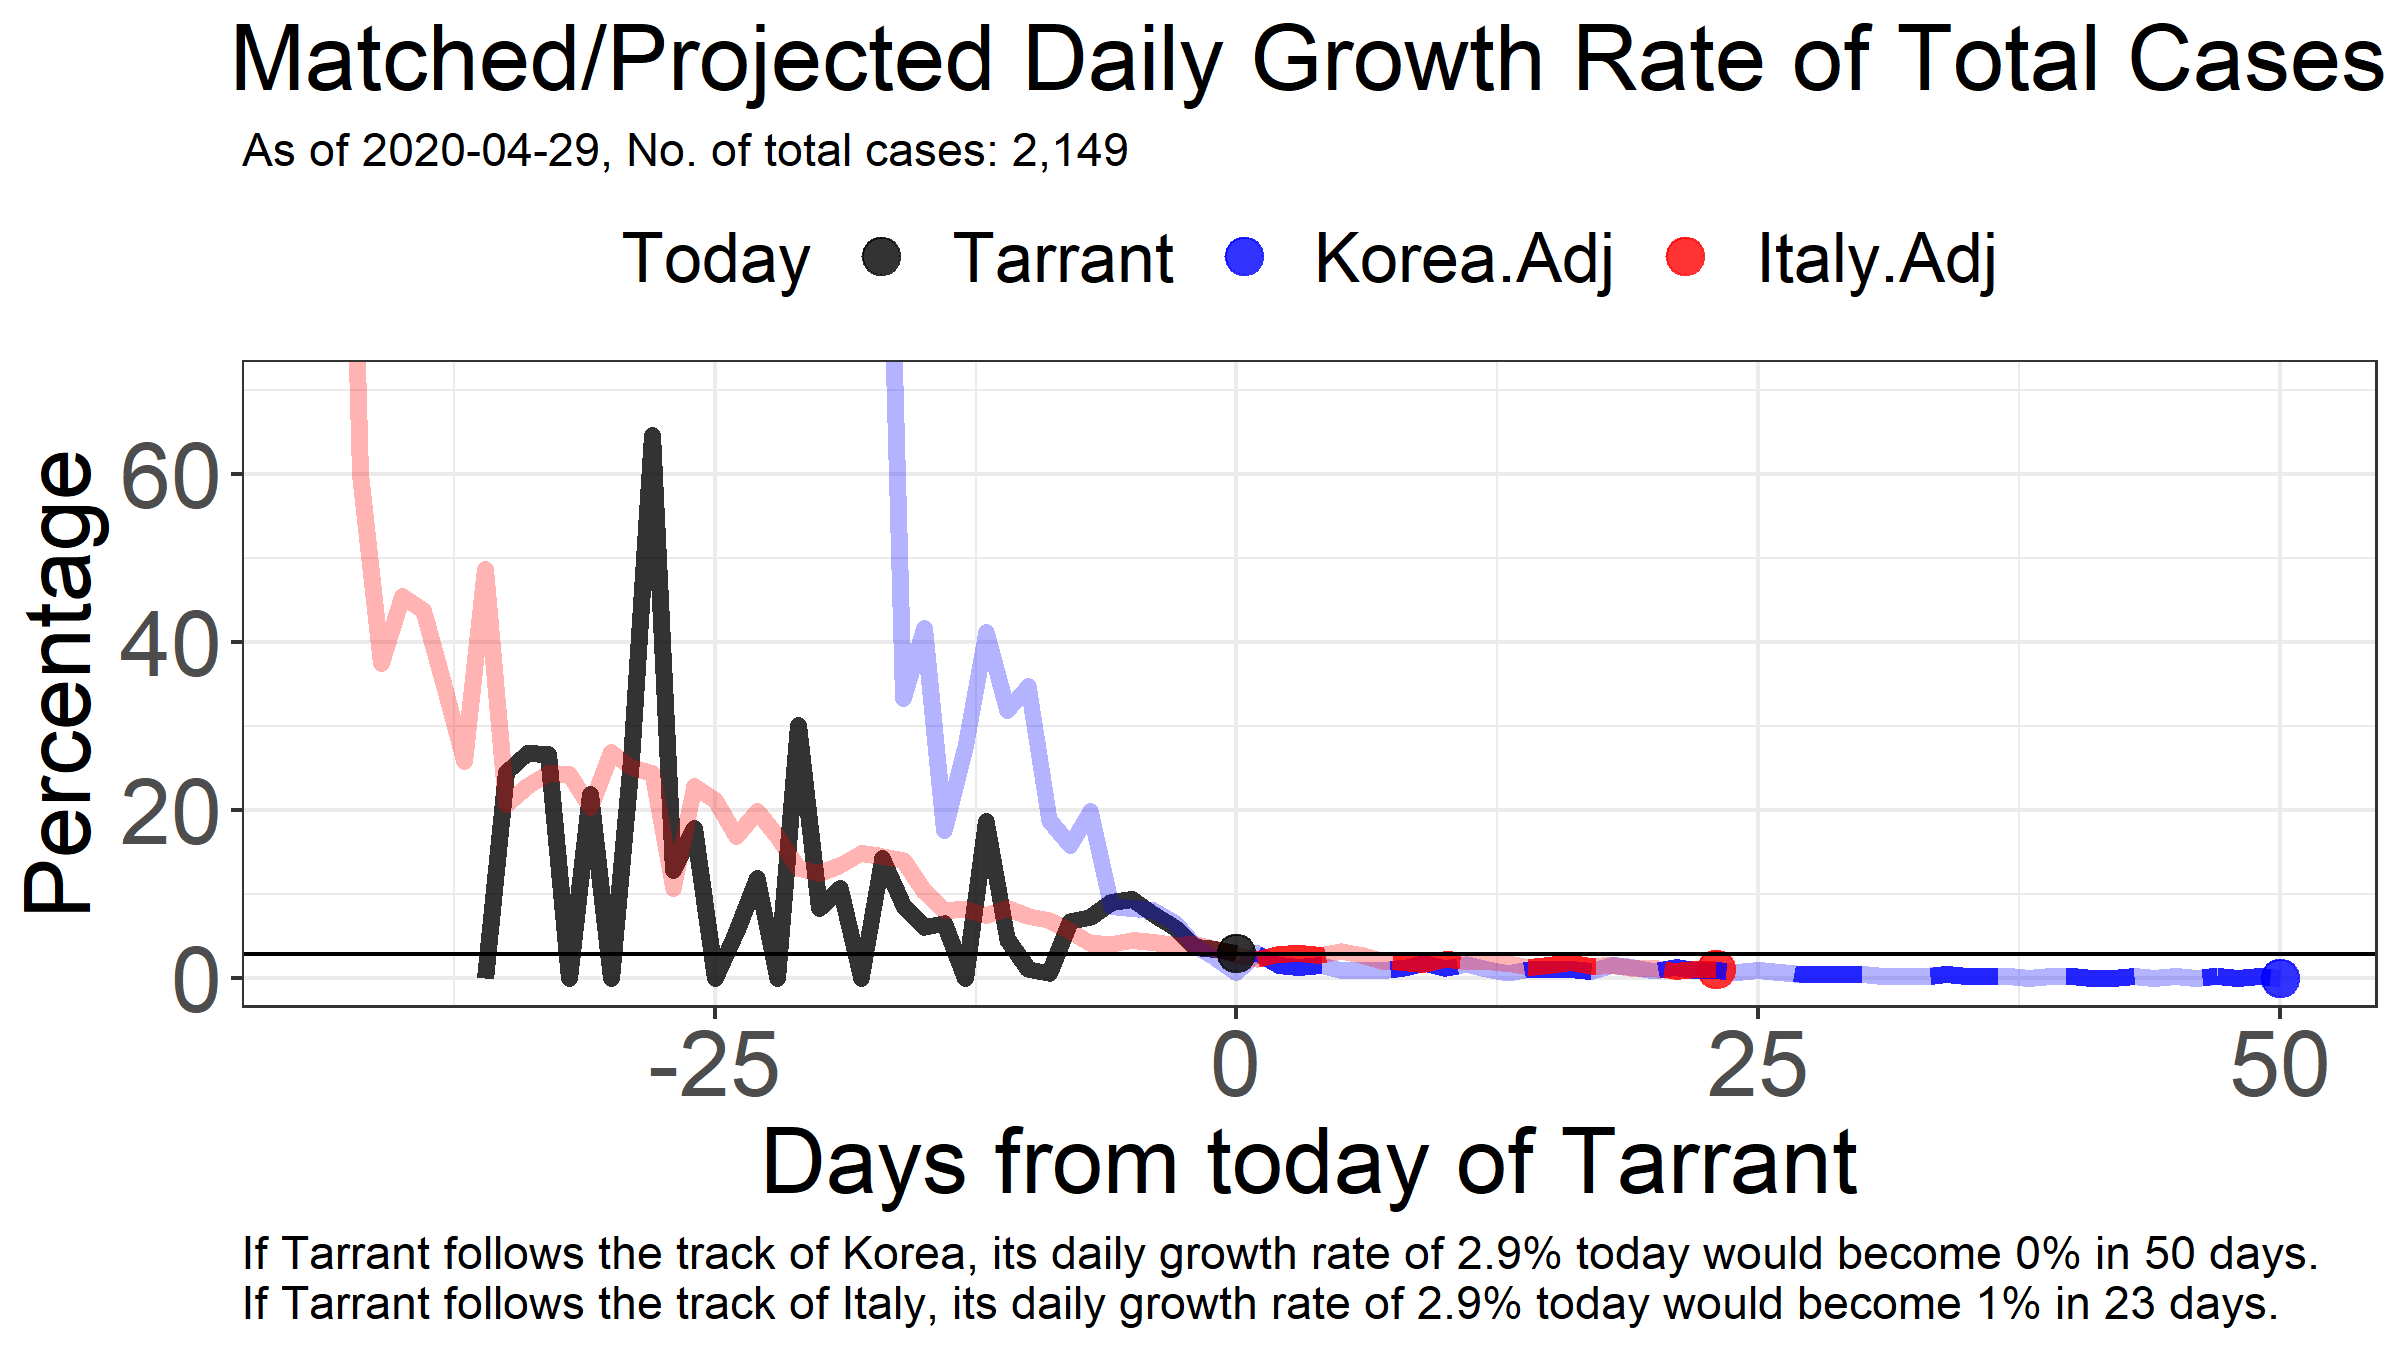 Matched/Projected Daily Growth Rate of Total Cases
As of 2020-04-29, No. of total cases: 2,149
Today Tarrant Korea.Adj Italy.Adj
Percentage
60
40
20
0
-25 0 25 50
Days from today of Tarrant
If Tarrant follows the track of Korea, its daily growth rate of 2.9% today would become 0% in 50 days.
If Tarrant follows the track of Italy, its daily growth rate of 2.9% today would become 1% in 23 days.